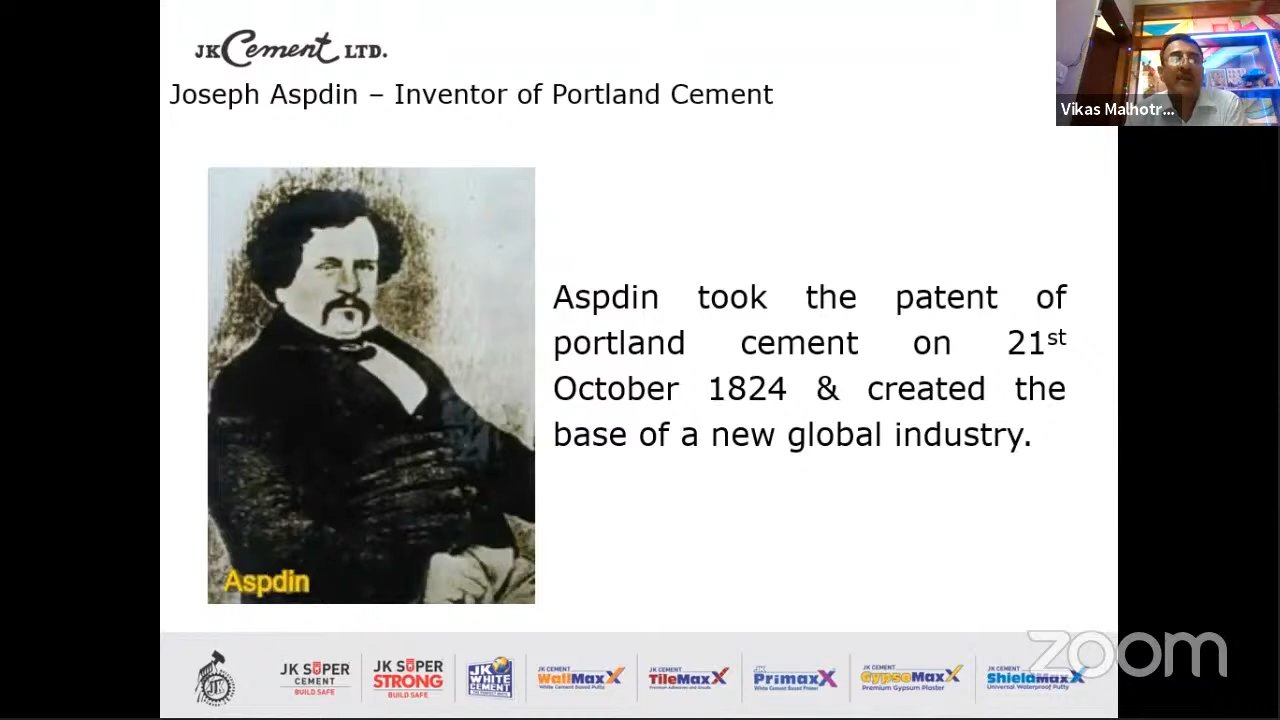 JK Cement LTD.
Joseph Aspdin – Inventor of Portland Cement
Vikas Malhotr...
Aspdin took the patent of
portland cement on 21st
October 1824 & created the
base of a new global industry.
Aspdin
zoom
JK
JK SUPER
CEMENT
BUILD SAFE
JK SUPER
STRONG
BUILD SAFE
JK
WHITE
CEMENT
JK CEMENT
WallMaxX
White Cement Based Putty
JK CEMENT
TileMaxX
Premium Adhesives and Grouts
JK
PrimaxX
White Cement Based Primer
JK CEMENT
GypsoMaxX
Premium Gypsum Plaster
JK CEMENT
ShieldMaxX
Universal Waterproof Putty